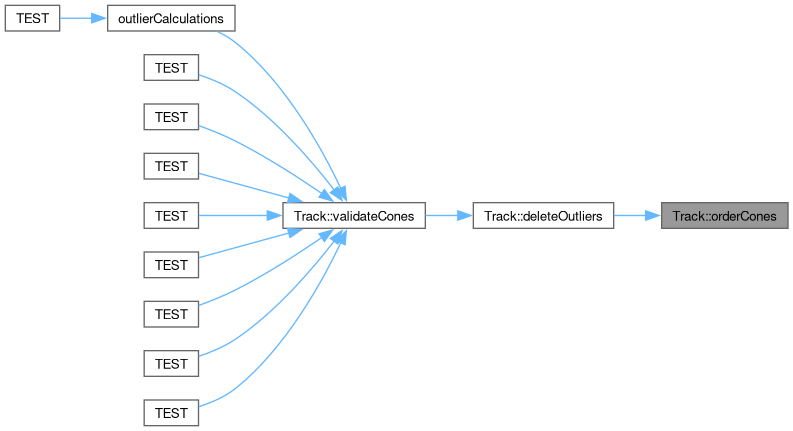 TEST
outlierCalculations
TEST
TEST
TEST
TEST
Track::validateCones
Track::deleteOutliers
Track::orderCones
TEST
TEST
TEST
TEST